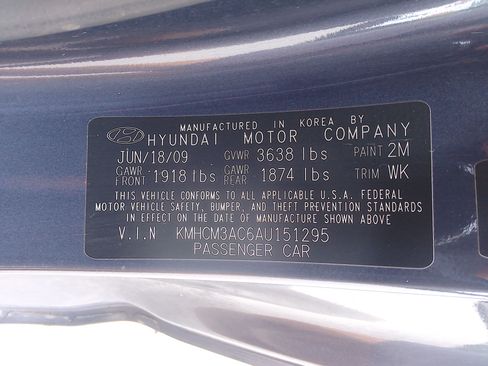 MANUFACTURED IN KOREA BY
HYUNDAI MOTOR COMPANY
JUN/18/09 GVWR 3638 lbs PAINT 2M
GAWR FRONT 1918 lbs GAWR REAR 1874 lbs TRIM WK
THIS VEHICLE CONFORMS TO ALL APPLICABLE U.S.A. FEDERAL
MOTOR VEHICLE SAFETY, BUMPER, AND THEFT PREVENTION STANDARDS
IN EFFECT ON THE DATE OF MANUFACTURE SHOWN ABOVE
V.I.N KMHCM3AC6AU151295
PASSENGER CAR